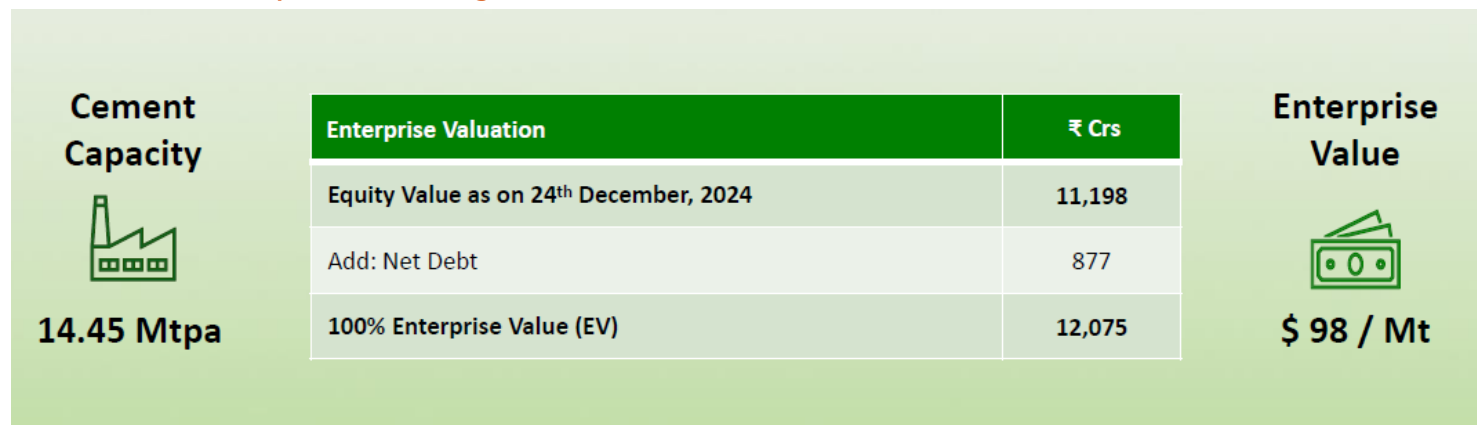 Cement
Capacity
14.45 Mtpa
Enterprise Valuation ₹ Crs
Equity Value as on 24th December, 2024 11,198
Add: Net Debt 877
100% Enterprise Value (EV) 12,075
Enterprise
Value
$ 98 / Mt